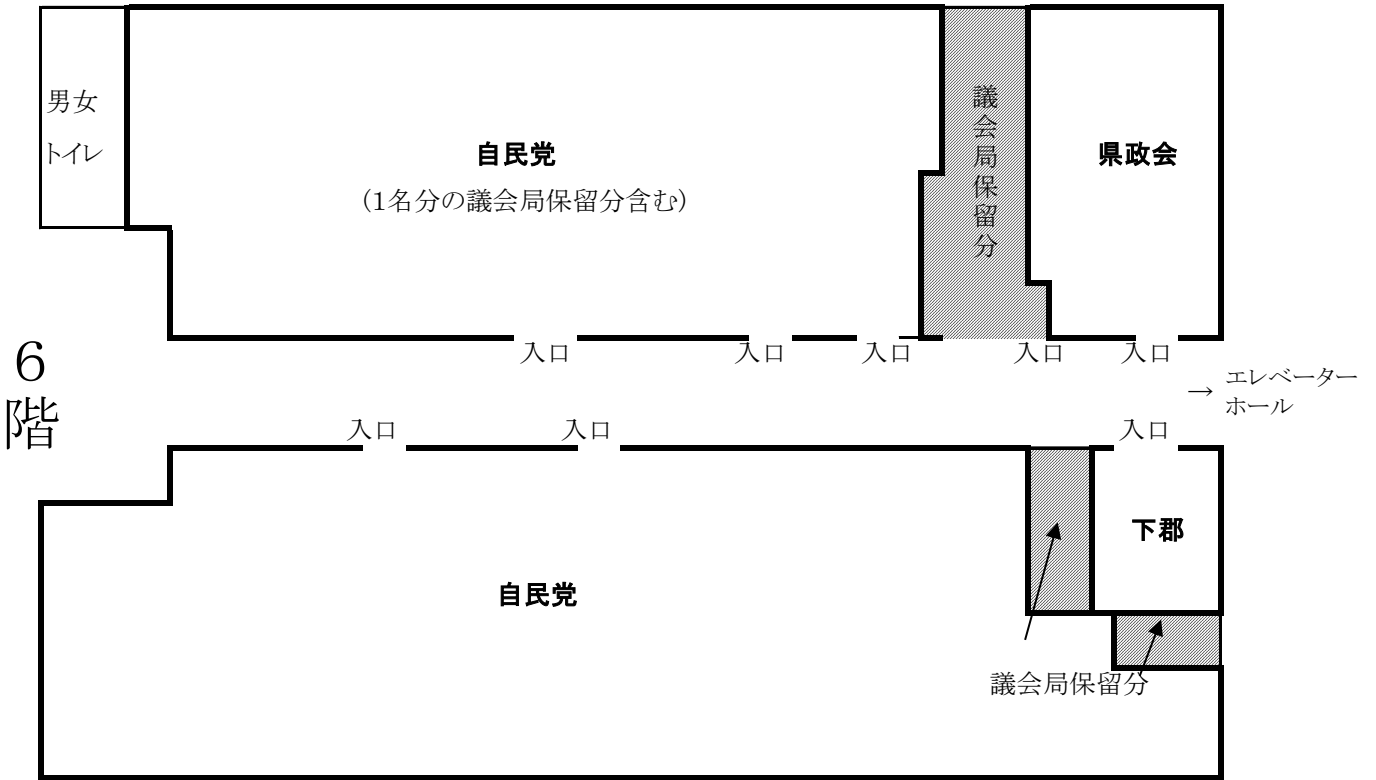 男女
トイレ
自民党
（1名分の議会局保留分含む）
議会局保留分
県政会
入口
入口
入口
入口
入口
6階
→ エレベーター
ホール
入口
入口
入口
下郡
自民党
議会局保留分